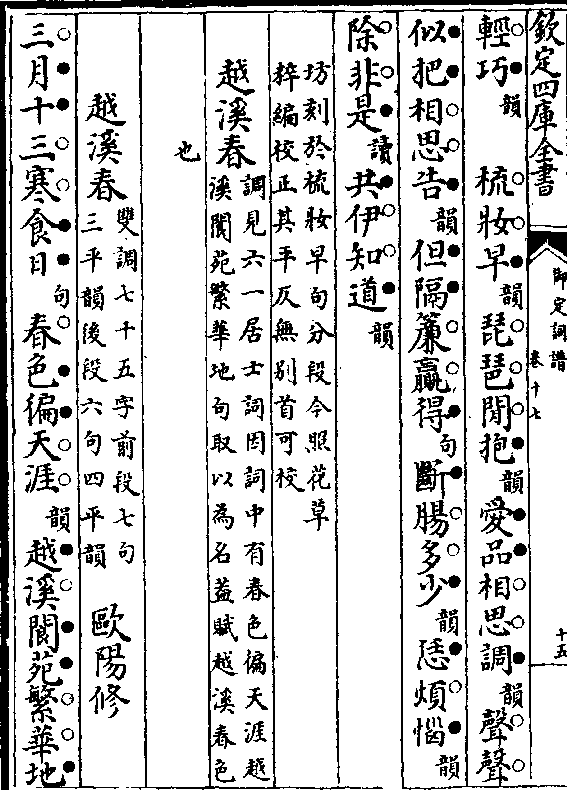 欽定四庫全書
御定詞譜
卷十七
十五
輕巧韻　梳妝早韻　琵琶閒抱韻　愛品相思調韻　聲聲
似把相思告韻　但隔簾贏得句　斷腸多少韻　恁煩惱韻
除非是讀　共伊知道韻
坊刻於梳妝早句分段今照花草
粹編校正其平仄無別首可校
越溪春
調見六一居士詞因詞中有春色徧天涯越
溪閬苑繁華地句取以為名葢賦越溪春色
也
越溪春
雙調七十五字前段七句
三平韻後段六句四平韻
歐陽修
三月十三寒食日句　春色徧天涯韻　越溪閬苑繁華地